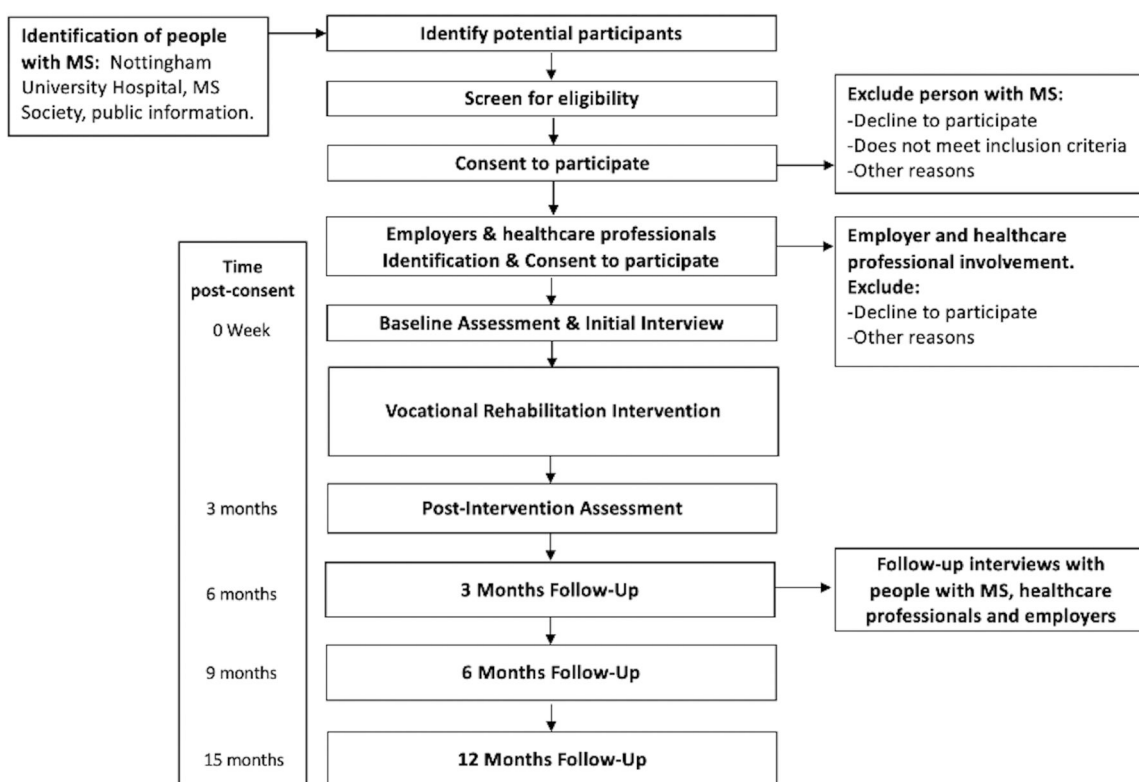 Identification of people
with MS: Nottingham
University Hospital, MS
Society, public information.
Identify potential participants
Screen for eligibility
Consent to participate
Exclude person with MS:
-Decline to participate
-Does not meet inclusion criteria
-Other reasons
Employers & healthcare professionals
Identification & Consent to participate
Employer and healthcare
professional involvement.
Exclude:
-Decline to participate
-Other reasons
Time
post-consent
0 Week
Baseline Assessment & Initial Interview
Vocational Rehabilitation Intervention
3 months
Post-Intervention Assessment
6 months
3 Months Follow-Up
Follow-up interviews with
people with MS, healthcare
professionals and employers
9 months
6 Months Follow-Up
15 months
12 Months Follow-Up